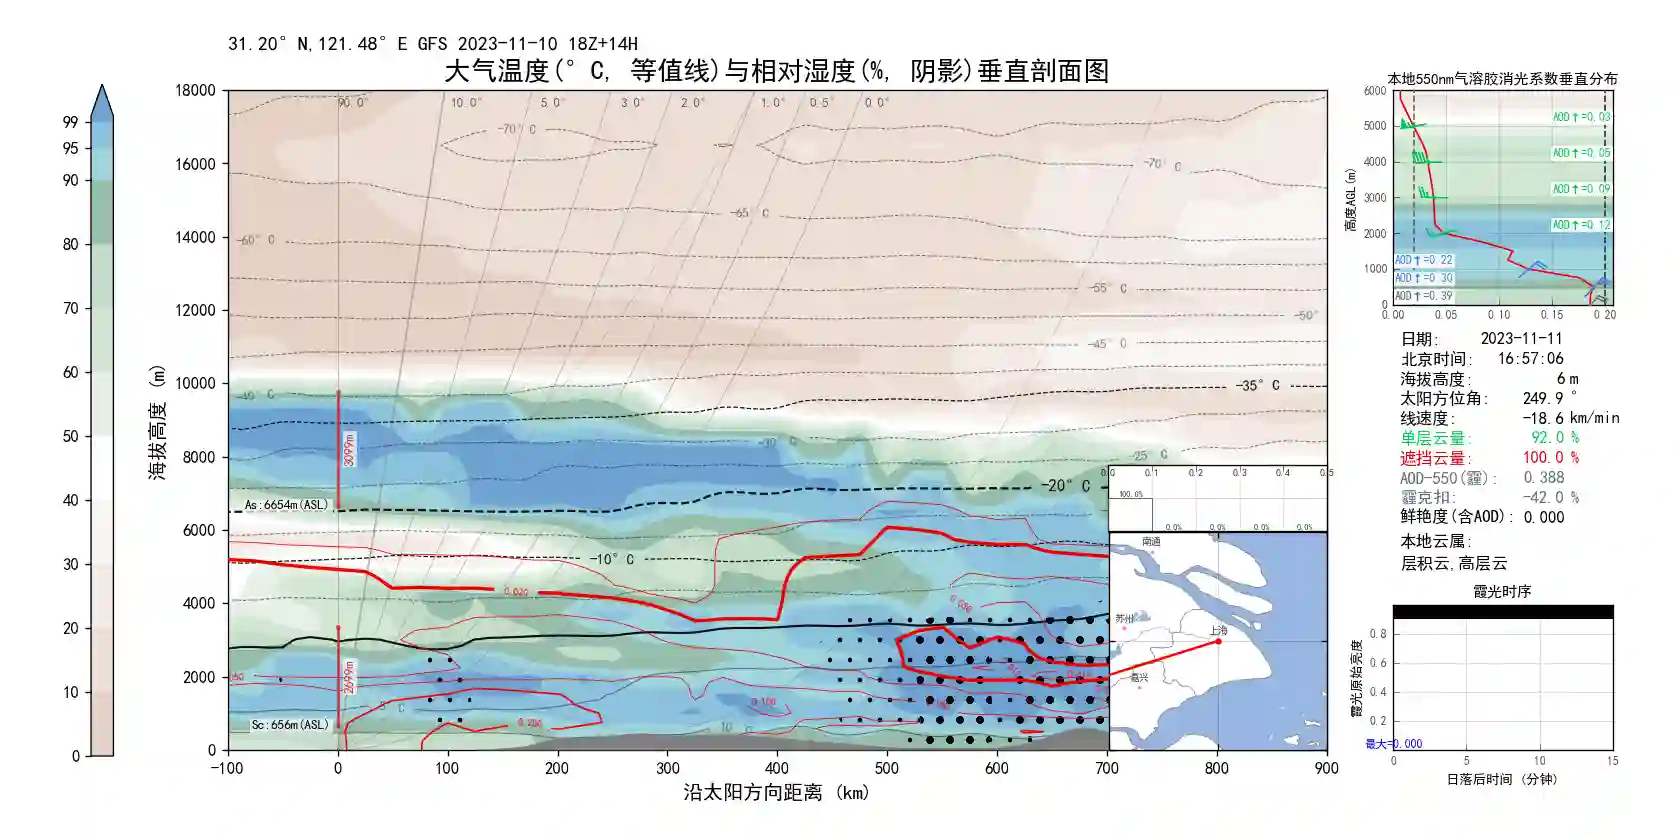 31.20°N,121.48°E GFS 2023-11-10 18Z+14H
大气温度(°C, 等值线)与相对湿度(%, 阴影)垂直剖面图
99
95
90
80
70
60
50
40
30
20
10
0
海拔高度 (m)
18000
16000
14000
12000
10000
8000
6000
4000
2000
0
90.0° 10.0° 5.0° 3.0° 2.0° 1.0° 0.5° 0.0°
-70°C
-70°C
-65°C
-60°C
-55°C
-50°
-45°C
-40°C
-35°C
-30°C
-25°C
-20°C
-10°C
5°C
10°C
3099m
As:6654m(ASL)
2699m
Sc:656m(ASL)
0.020
0.050
0.100
0.200
-100 0 100 200 300 400 500 600 700 800 900
沿太阳方向距离 (km)
0.0 0.1 0.2 0.3 0.4 0.5
100.0%
0.0% 0.0% 0.0% 0.0%
南通
苏州
上海
嘉兴
本地550nm气溶胶消光系数垂直分布
高度AGL(m)
6000
5000
4000
3000
2000
1000
0
AOD↑=0.03
AOD↑=0.05
AOD↑=0.09
AOD↑=0.12
AOD↑=0.22
AOD↑=0.30
AOD↑=0.39
0.00 0.05 0.10 0.15 0.20
日期: 2023-11-11
北京时间: 16:57:06
海拔高度: 6 m
太阳方位角: 249.9 °
线速度: -18.6 km/min
单层云量: 92.0 %
遮挡云量: 100.0 %
AOD-550(霾): 0.388
霾克扣: -42.0 %
鲜艳度(含AOD): 0.000
本地云属:
层积云,高层云
霞光时序
霞光原始亮度
0.8
0.6
0.4
0.2
最大=0.000
0 5 10 15
日落后时间 (分钟)